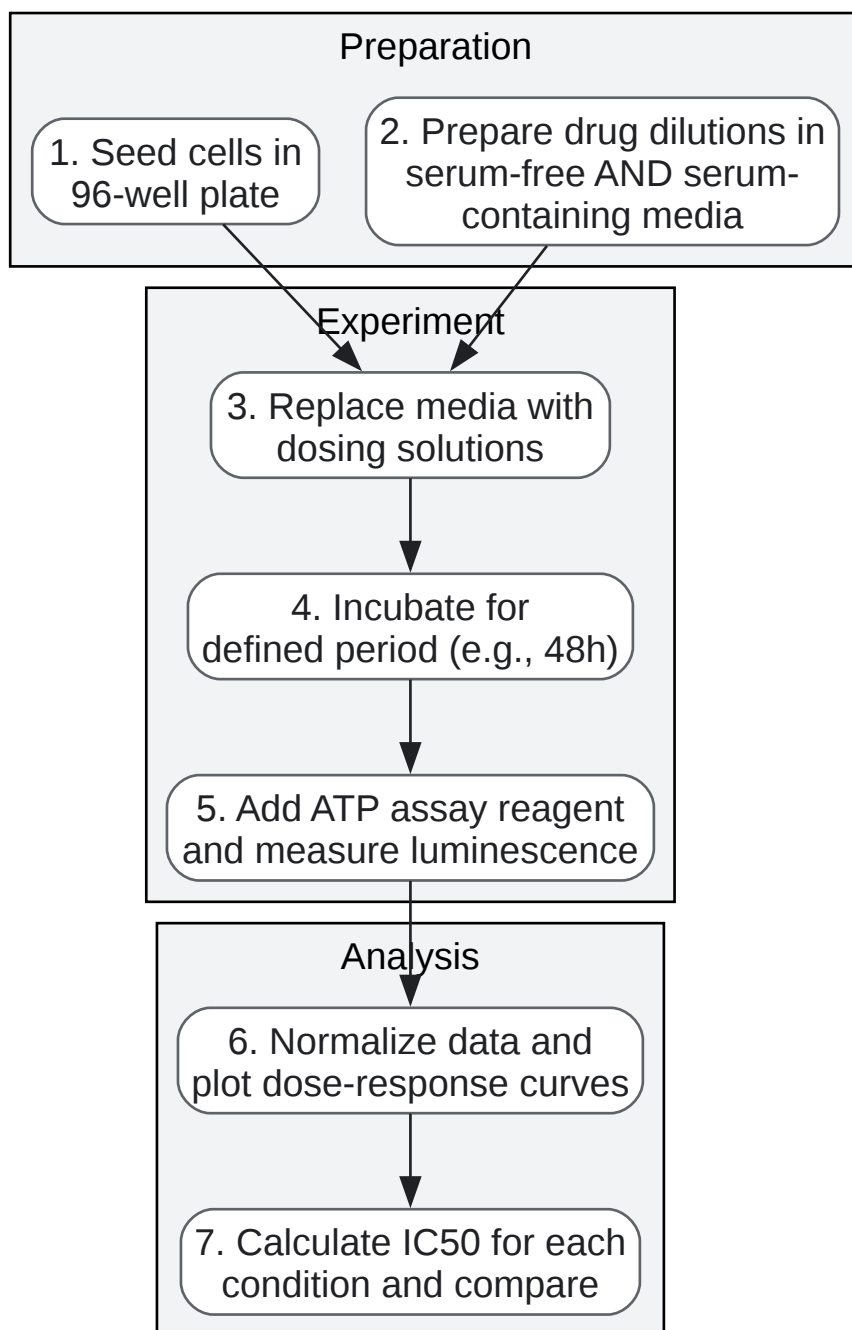 Preparation
1. Seed cells in
96-well plate
2. Prepare drug dilutions in
serum-free AND serum-
containing media
Experiment
3. Replace media with
dosing solutions
4. Incubate for
defined period (e.g., 48h)
5. Add ATP assay reagent
and measure luminescence
Analysis
6. Normalize data and
plot dose-response curves
7. Calculate IC50 for each
condition and compare